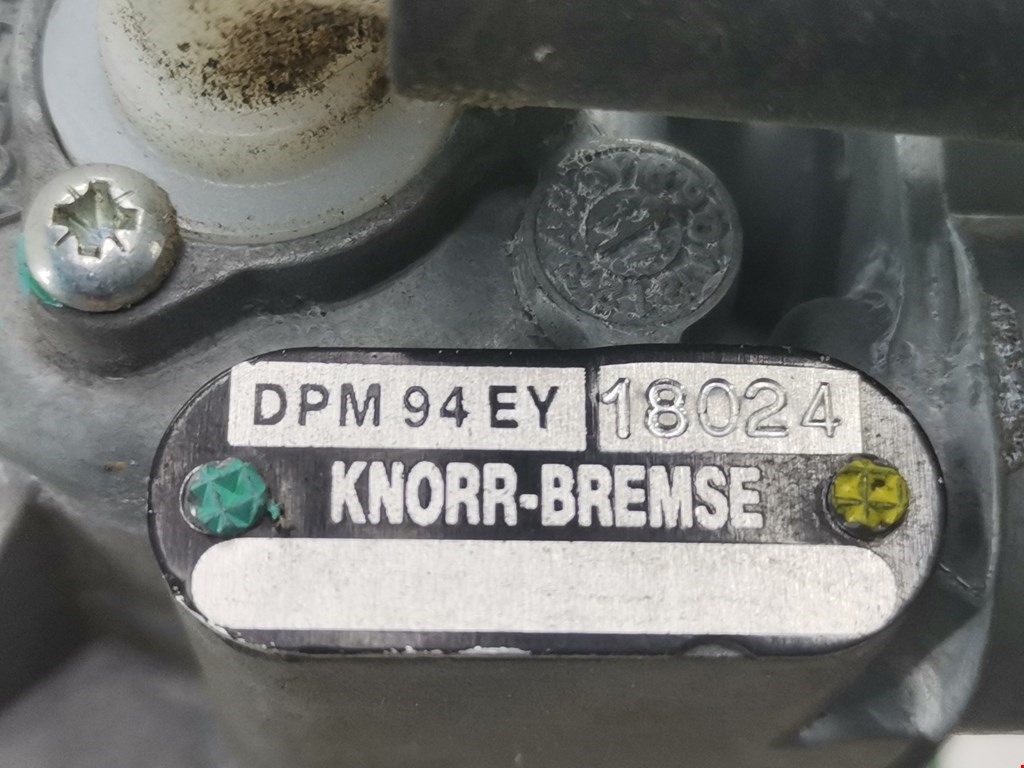 DPM 94 EY 18024
KNORR-BREMSE